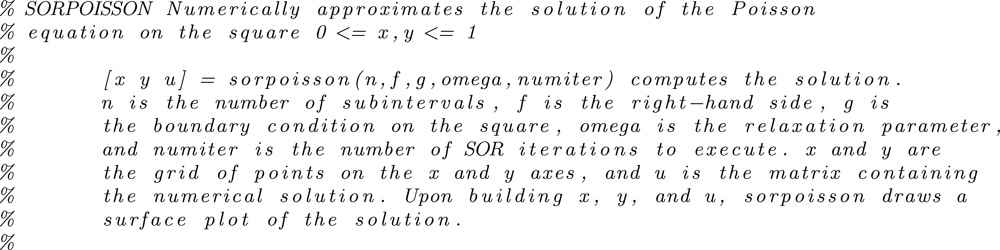 % SORPOISSON Numerically approximates the solution of the Poisson
% equation on the square 0 <= x,y <= 1
%
% [x y u] = sorpoisson(n,f,g,omega,numiter) computes the solution.
% n is the number of subintervals, f is the right-hand side, g is
% the boundary condition on the square, omega is the relaxation parameter,
% and numiter is the number of SOR iterations to execute. x and y are
% the grid of points on the x and y axes, and u is the matrix containing
% the numerical solution. Upon building x, y, and u, sorpoisson draws a
% surface plot of the solution.
%